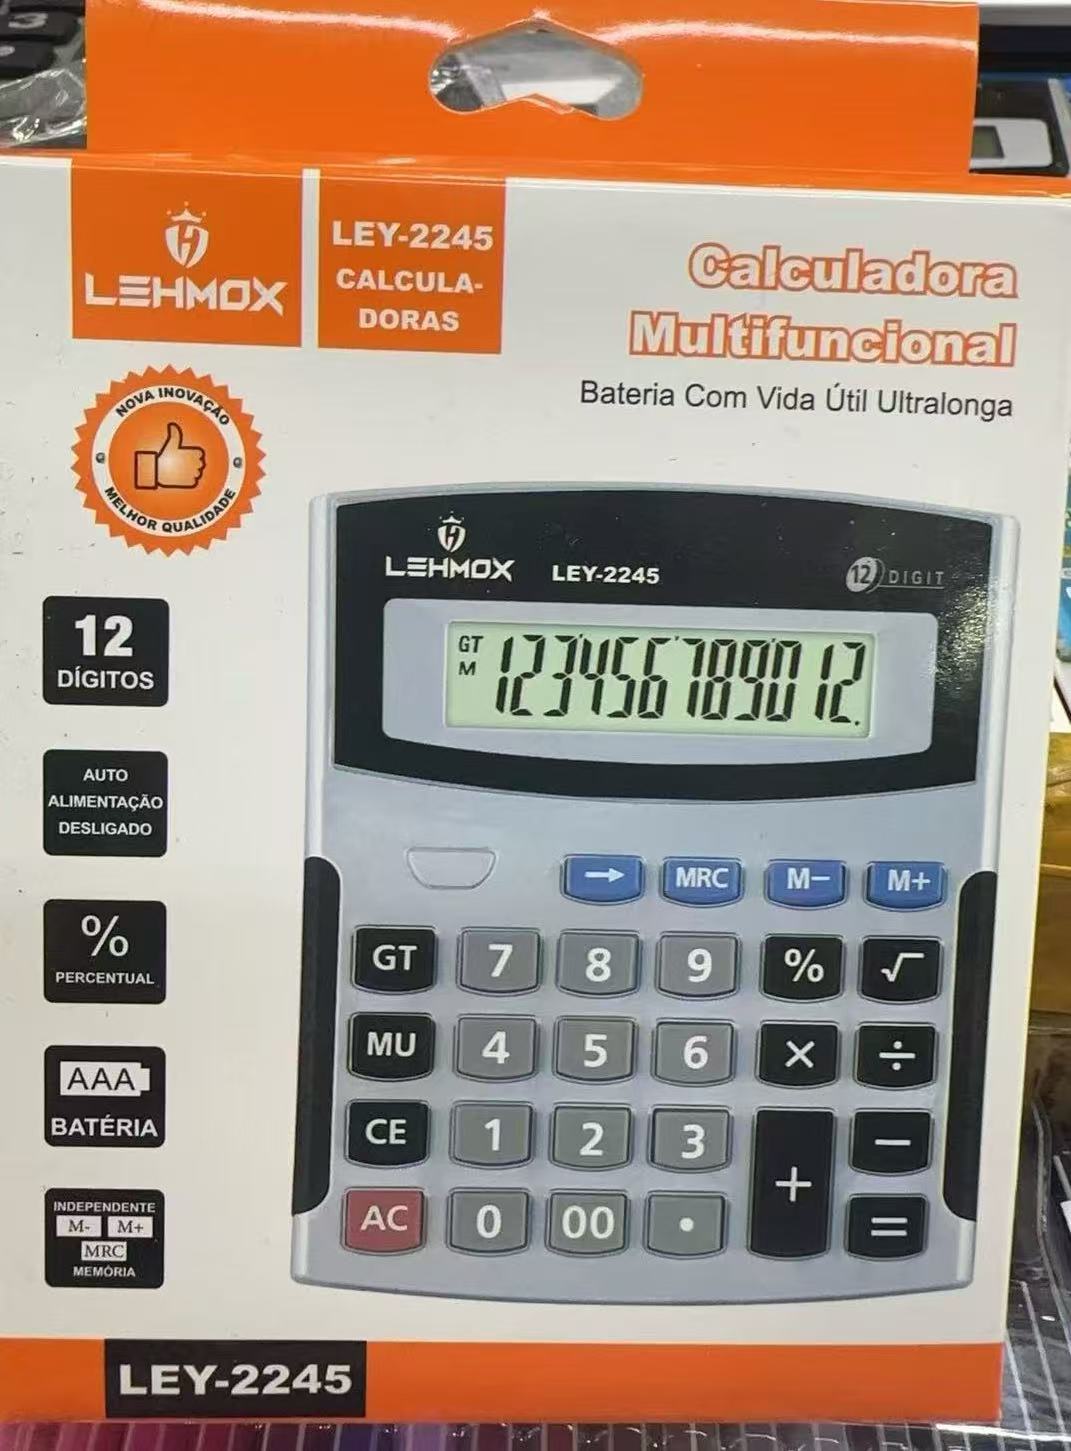 LEHMOX
LEY-2245
CALCULA-
DORAS
Calculadora
Multifuncional
Bateria Com Vida Útil Ultralonga
NOVA INOVAÇÃO
MELHOR QUALIDADE
LEHMOX
LEY-2245
12 DIGIT
GT
M
123456789012.
12
DÍGITOS
AUTO
ALIMENTAÇÃO
DESLIGADO
%
PERCENTUAL
AAA
BATÉRIA
INDEPENDENTE
M- M+
MRC
MEMÓRIA
→ MRC M− M+
GT 7 8 9 % √
MU 4 5 6 × ÷
CE 1 2 3 + −
AC 0 00 . =
LEY-2245
3